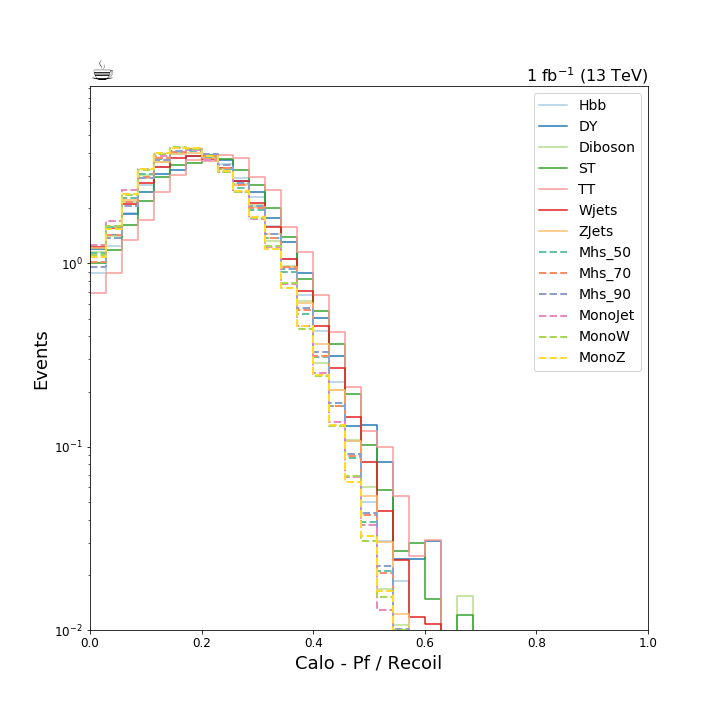 ☕ 1 fb⁻¹ (13 TeV)
Hbb
DY
Diboson
ST
TT
Wjets
ZJets
Mhs_50
Mhs_70
Mhs_90
MonoJet
MonoW
MonoZ
Events
10⁰
10⁻¹
10⁻²
0.0 0.2 0.4 0.6 0.8 1.0
Calo - Pf / Recoil